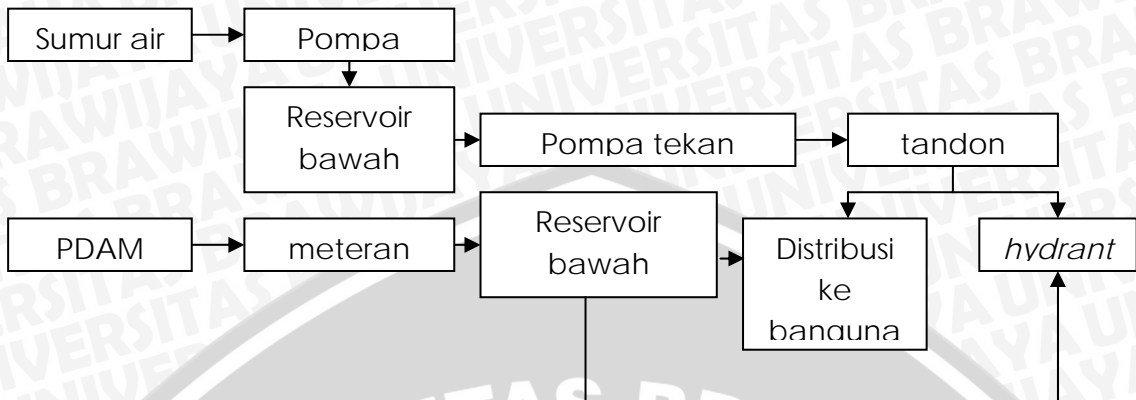 Sumur air
Pompa
Reservoir
bawah
Pompa tekan
tandon
PDAM
meteran
Reservoir
bawah
Distribusi
ke
banguna
hydrant